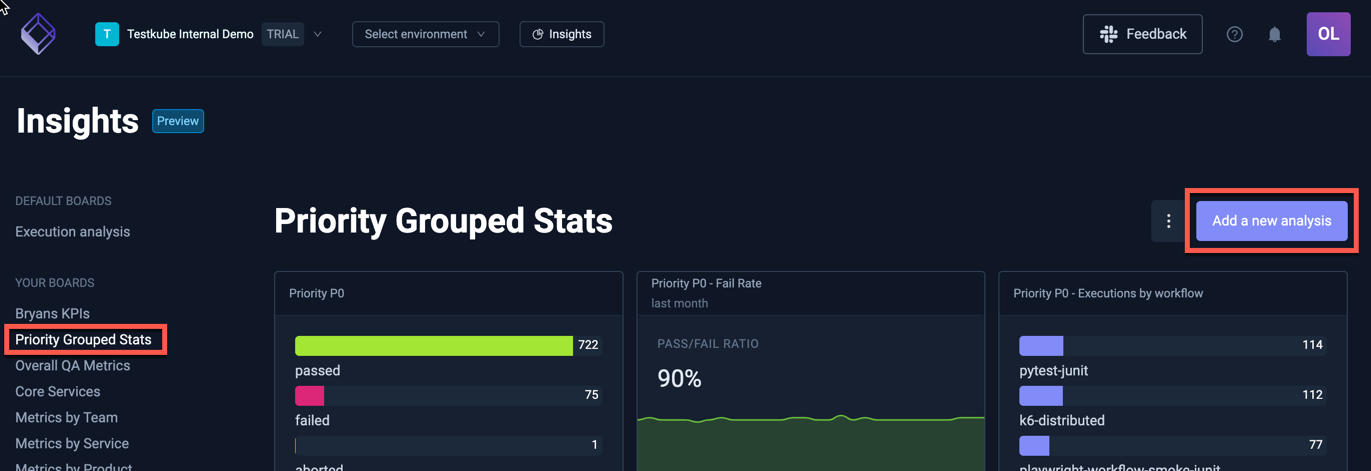 T Testkube Internal Demo TRIAL Select environment Insights Feedback OL
Insights Preview
DEFAULT BOARDS
Execution analysis
YOUR BOARDS
Bryans KPIs
Priority Grouped Stats
Overall QA Metrics
Core Services
Metrics by Team
Metrics by Service
Metrics by Product
Priority Grouped Stats
Add a new analysis
Priority P0
722
passed
75
failed
1
aborted
Priority P0 - Fail Rate
last month
PASS/FAIL RATIO
90%
Priority P0 - Executions by workflow
114
pytest-junit
112
k6-distributed
77
playwright-workflow-smoke-junit